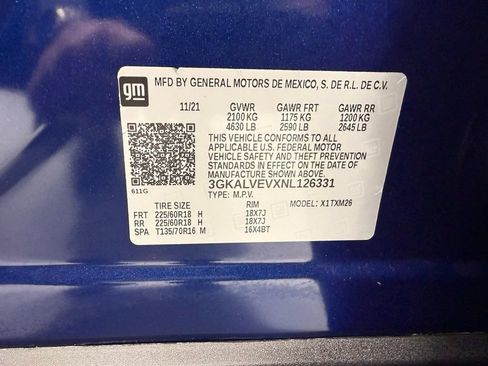 gm
MFD BY GENERAL MOTORS DE MEXICO, S. DE R.L. DE C.V.
11/21 GVWR GAWR FRT GAWR RR
2100 KG 1175 KG 1200 KG
4630 LB 2590 LB 2645 LB
THIS VEHICLE CONFORMS TO ALL
APPLICABLE U.S. FEDERAL MOTOR
VEHICLE SAFETY AND THEFT PREVENTION
STANDARDS IN EFFECT ON THE DATE OF
3GKALVEVXNL126331
611G TYPE: M.P.V.
TIRE SIZE RIM MODEL: X1TXM26
FRT 225/60R18 H 18X7J
RR 225/60R18 H 18X7J
SPA T135/70R16 M 16X4BT